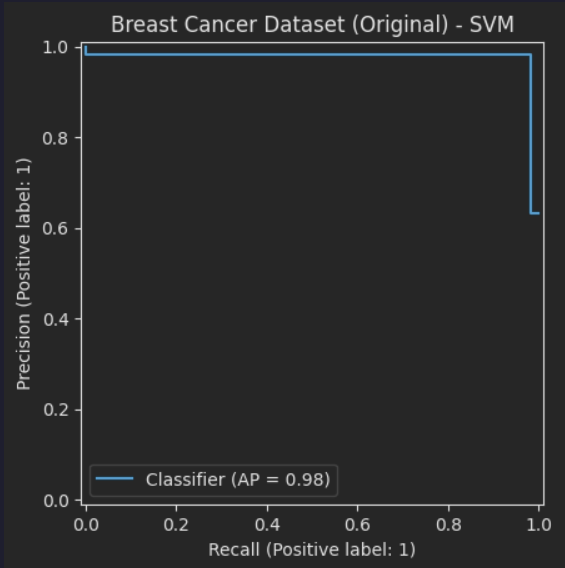 Breast Cancer Dataset (Original) - SVM
1.0
0.8
0.6
0.4
0.2
0.0
Precision (Positive label: 1)
Classifier (AP = 0.98)
0.0 0.2 0.4 0.6 0.8 1.0
Recall (Positive label: 1)